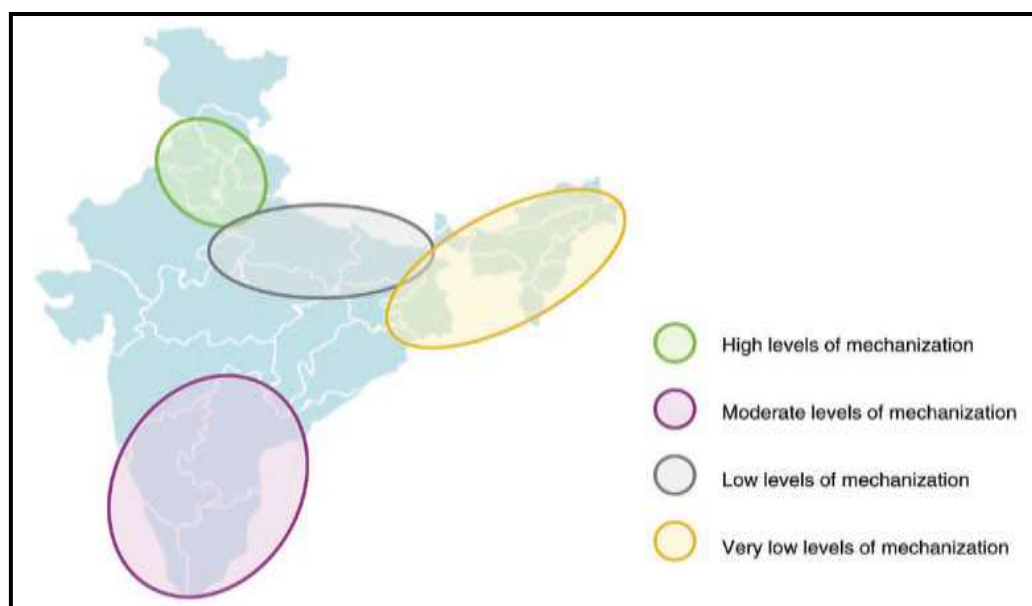 High levels of mechanization
Moderate levels of mechanization
Low levels of mechanization
Very low levels of mechanization